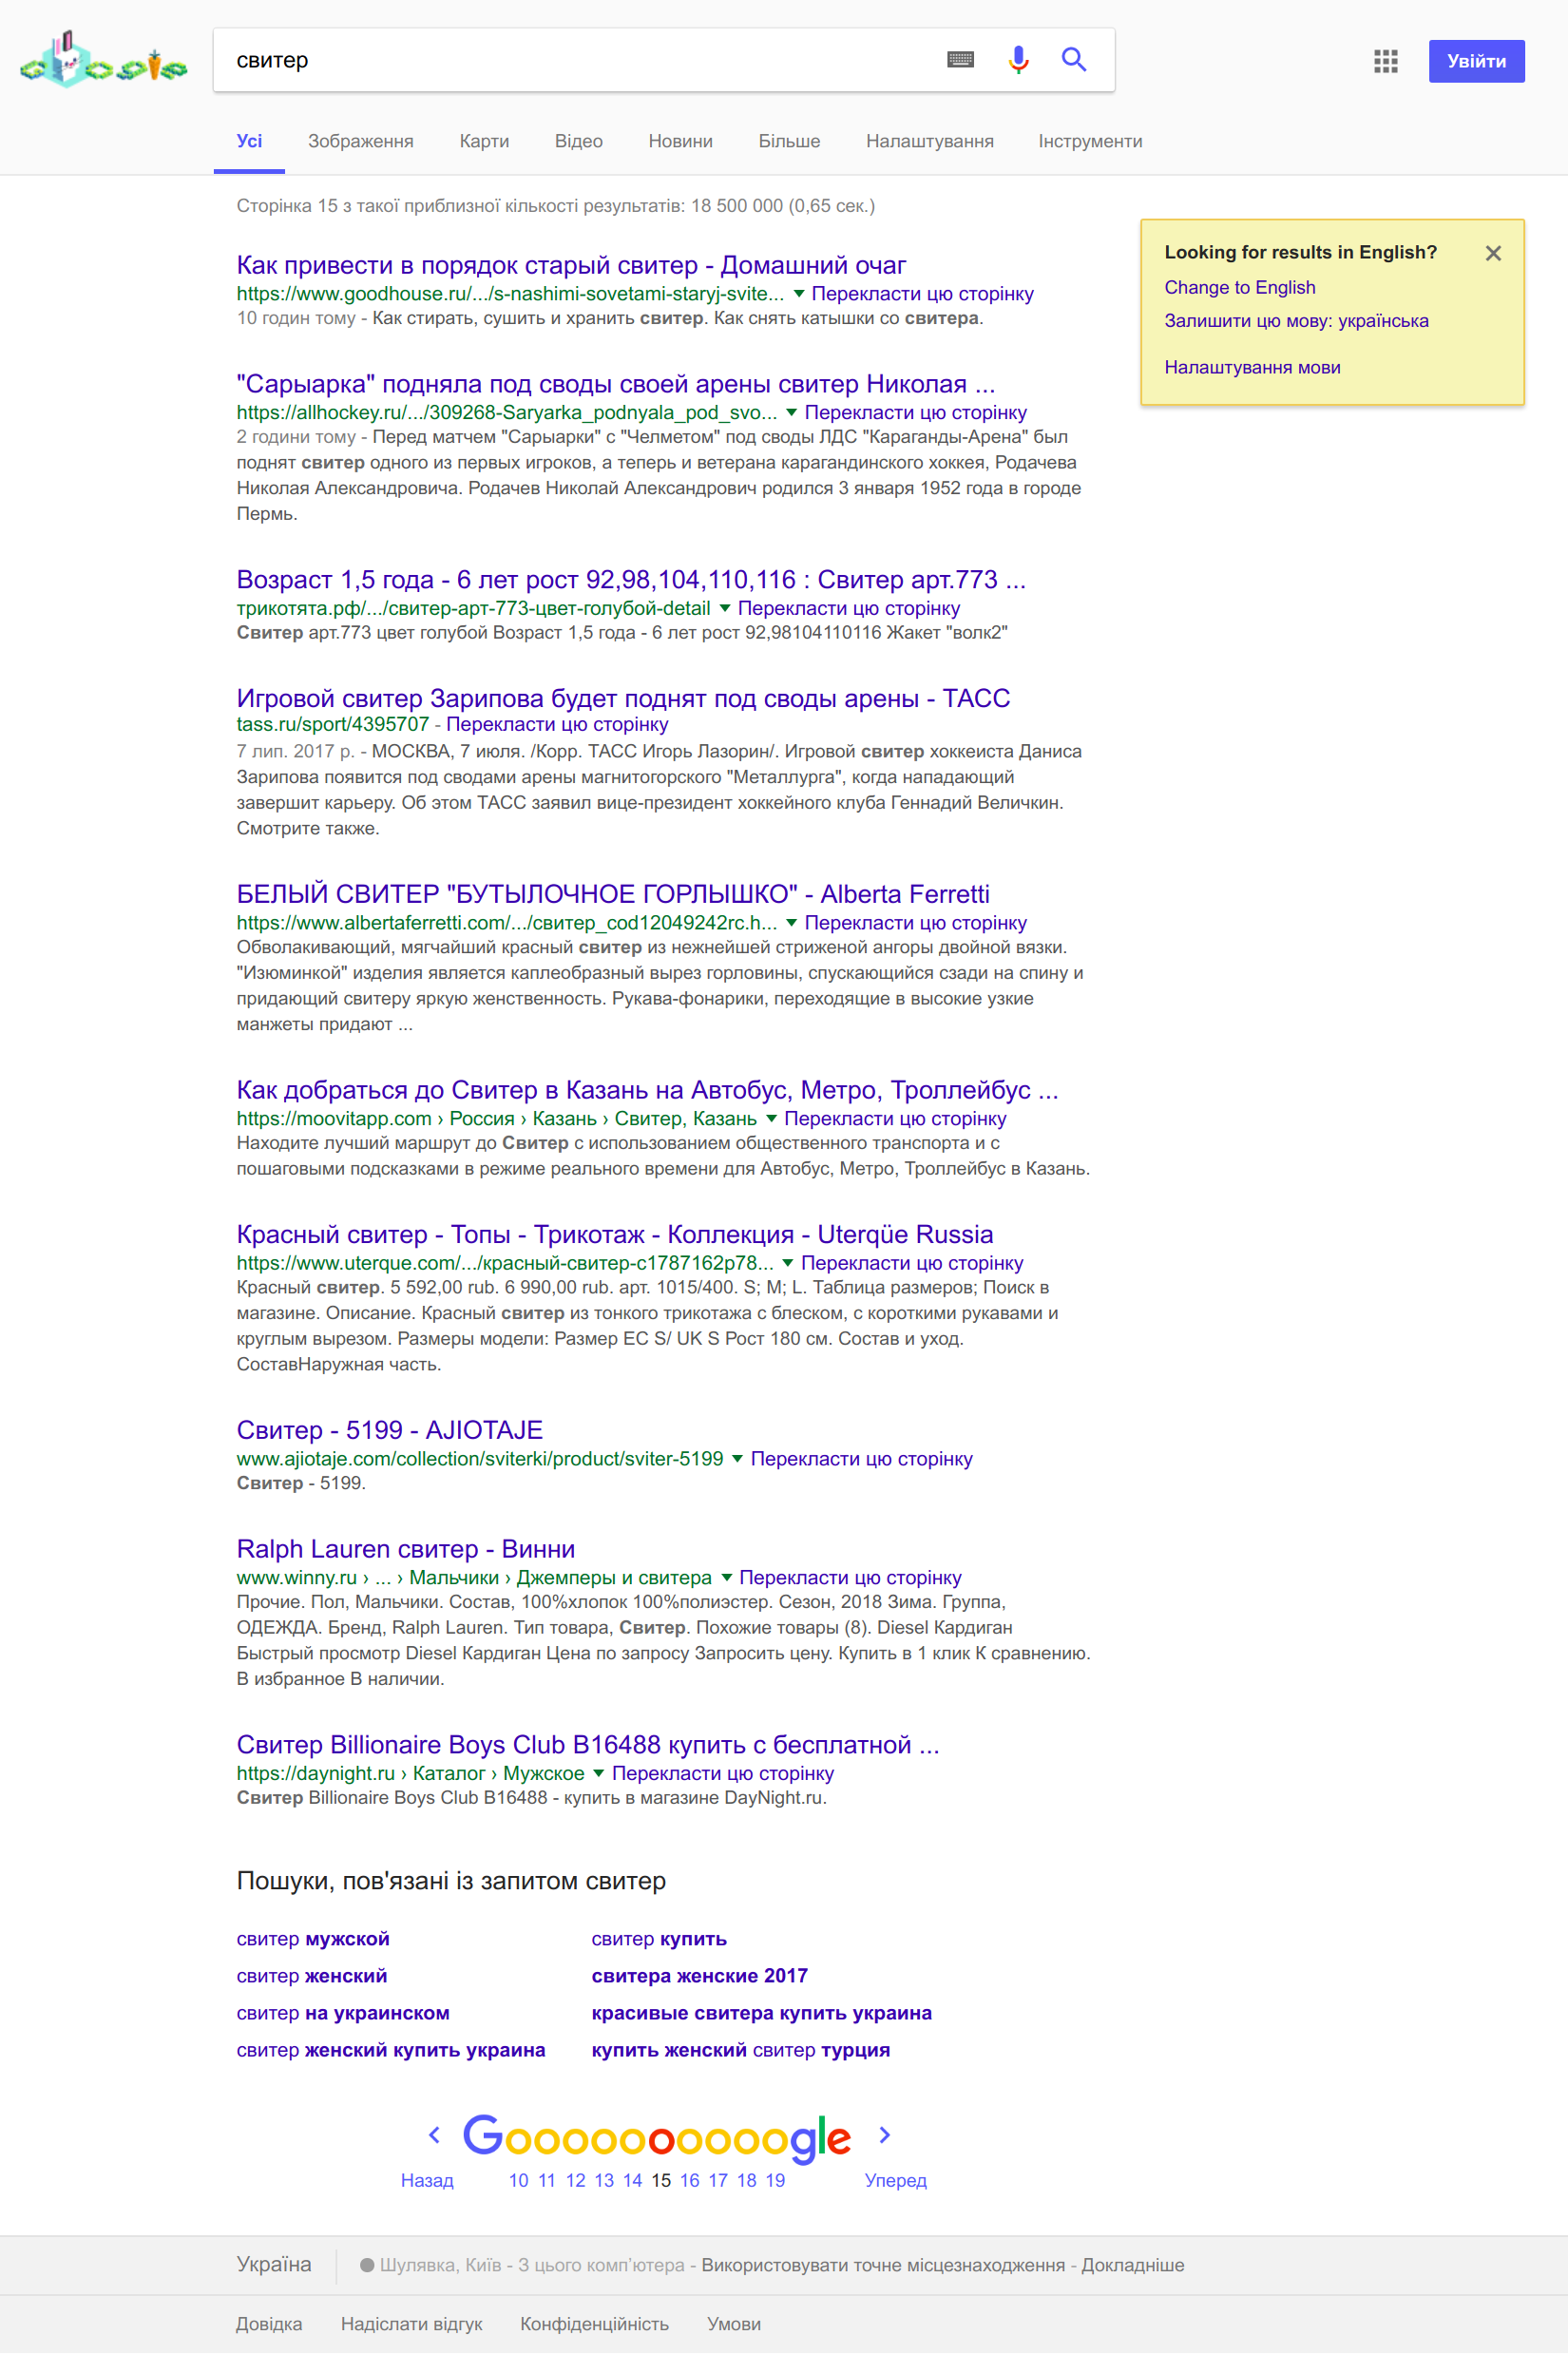 свитер
Увійти
Усі Зображення Карти Відео Новини Більше Налаштування Інструменти
Сторінка 15 з такої приблизної кількості результатів: 18 500 000 (0,65 сек.)
Looking for results in English?
Change to English
Залишити цю мову: українська
Налаштування мови
Как привести в порядок старый свитер - Домашний очаг
https://www.goodhouse.ru/.../s-nashimi-sovetami-staryj-svite... Перекласти цю сторінку
10 годин тому - Как стирать, сушить и хранить свитер. Как снять катышки со свитера.
"Сарыарка" подняла под своды своей арены свитер Николая ...
https://allhockey.ru/.../309268-Saryarka_podnyala_pod_svo... Перекласти цю сторінку
2 години тому - Перед матчем "Сарыарки" с "Челметом" под своды ЛДС "Караганды-Арена" был
поднят свитер одного из первых игроков, а теперь и ветерана карагандинского хоккея, Родачева
Николая Александровича. Родачев Николай Александрович родился 3 января 1952 года в городе
Пермь.
Возраст 1,5 года - 6 лет рост 92,98,104,110,116 : Свитер арт.773 ...
трикотята.рф/.../свитер-арт-773-цвет-голубой-detail Перекласти цю сторінку
Свитер арт.773 цвет голубой Возраст 1,5 года - 6 лет рост 92,98104110116 Жакет "волк2"
Игровой свитер Зарипова будет поднят под своды арены - ТАСС
tass.ru/sport/4395707 - Перекласти цю сторінку
7 лип. 2017 р. - МОСКВА, 7 июля. /Корр. ТАСС Игорь Лазорин/. Игровой свитер хоккеиста Даниса
Зарипова появится под сводами арены магнитогорского "Металлурга", когда нападающий
завершит карьеру. Об этом ТАСС заявил вице-президент хоккейного клуба Геннадий Величкин.
Смотрите также.
БЕЛЫЙ СВИТЕР "БУТЫЛОЧНОЕ ГОРЛЫШКО" - Alberta Ferretti
https://www.albertaferretti.com/.../свитер_cod12049242rc.h... Перекласти цю сторінку
Обволакивающий, мягчайший красный свитер из нежнейшей стриженой ангоры двойной вязки.
"Изюминкой" изделия является каплеобразный вырез горловины, спускающийся сзади на спину и
придающий свитеру яркую женственность. Рукава-фонарики, переходящие в высокие узкие
манжеты придают ...
Как добраться до Свитер в Казань на Автобус, Метро, Троллейбус ...
https://moovitapp.com › Россия › Казань › Свитер, Казань Перекласти цю сторінку
Находите лучший маршрут до Свитер с использованием общественного транспорта и с
пошаговыми подсказками в режиме реального времени для Автобус, Метро, Троллейбус в Казань.
Красный свитер - Топы - Трикотаж - Коллекция - Uterqüe Russia
https://www.uterque.com/.../красный-свитер-c1787162p78... Перекласти цю сторінку
Красный свитер. 5 592,00 rub. 6 990,00 rub. арт. 1015/400. S; M; L. Таблица размеров; Поиск в
магазине. Описание. Красный свитер из тонкого трикотажа с блеском, с короткими рукавами и
круглым вырезом. Размеры модели: Размер ЕС S/ UK S Рост 180 см. Состав и уход.
СоставНаружная часть.
Свитер - 5199 - AJIOTAJE
www.ajiotaje.com/collection/sviterki/product/sviter-5199 Перекласти цю сторінку
Свитер - 5199.
Ralph Lauren свитер - Винни
www.winny.ru › ... › Мальчики › Джемперы и свитера Перекласти цю сторінку
Прочие. Пол, Мальчики. Состав, 100%хлопок 100%полиэстер. Сезон, 2018 Зима. Группа,
ОДЕЖДА. Бренд, Ralph Lauren. Тип товара, Свитер. Похожие товары (8). Diesel Кардиган
Быстрый просмотр Diesel Кардиган Цена по запросу Запросить цену. Купить в 1 клик К сравнению.
В избранное В наличии.
Свитер Billionaire Boys Club B16488 купить с бесплатной ...
https://daynight.ru › Каталог › Мужское Перекласти цю сторінку
Свитер Billionaire Boys Club B16488 - купить в магазине DayNight.ru.
Пошуки, пов'язані із запитом свитер
свитер мужской свитер купить
свитер женский свитера женские 2017
свитер на украинском красивые свитера купить украина
свитер женский купить украина купить женский свитер турция
Goooooooooogle
Назад 10 11 12 13 14 15 16 17 18 19 Уперед
Україна Шулявка, Київ - З цього комп'ютера - Використовувати точне місцезнаходження - Докладніше
Довідка Надіслати відгук Конфіденційність Умови